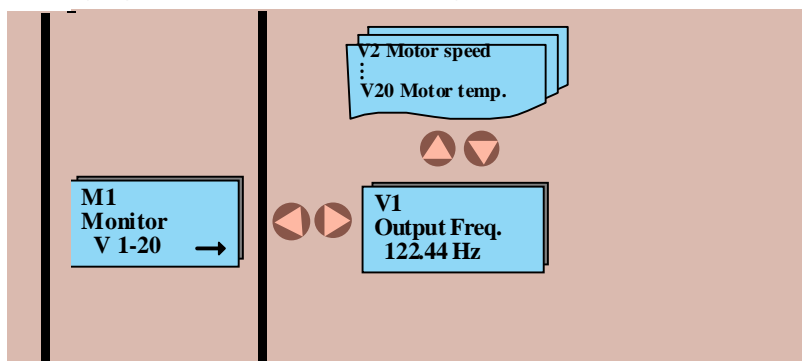 V2 Motor speed
V20 Motor temp.
M1
Monitor
V 1-20
V1
Output Freq.
122.44 Hz